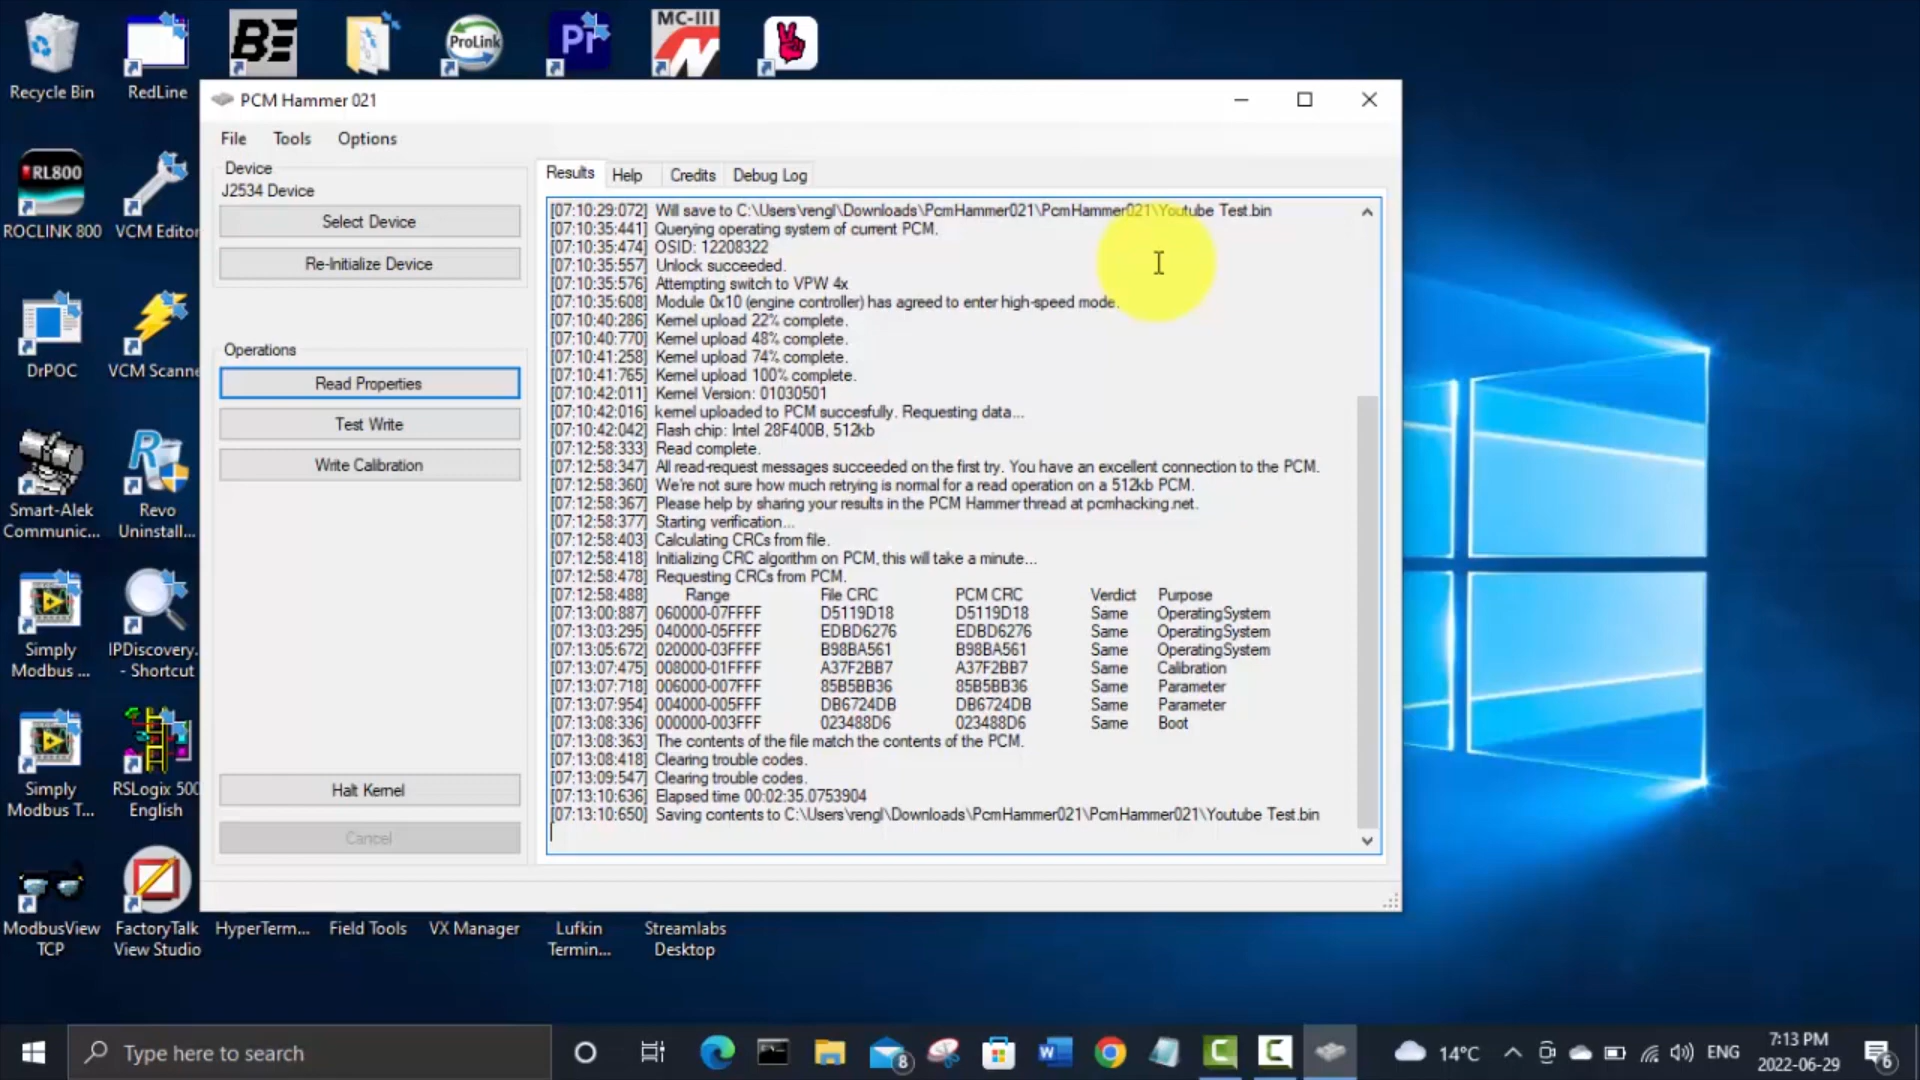 MC-III
BE
ProLink
Pr
Recycle Bin
RedLine
PCM Hammer 021
File
Tools
Options
Device
J2534 Device
Select Device
Re-Initialize Device
Operations
Read Properties
Test Write
Write Calibration
Halt Kernel
Cancel
Results
Help
Credits
Debug Log
[07:10:29:072] Will save to C:\Users\rengl\Downloads\PcmHammer021\PcmHammer021\Youtube Test.bin
[07:10:35:441] Querying operating system of current PCM.
[07:10:35:474] OSID: 12208322
[07:10:35:557] Unlock succeeded.
[07:10:35:576] Attempting switch to VPW 4x
[07:10:35:608] Module 0x10 (engine controller) has agreed to enter high-speed mode.
[07:10:40:286] Kernel upload 22% complete.
[07:10:40:770] Kernel upload 48% complete.
[07:10:41:258] Kernel upload 74% complete.
[07:10:41:765] Kernel upload 100% complete.
[07:10:42:011] Kernel Version: 01030501
[07:10:42:016] kernel uploaded to PCM succesfully. Requesting data...
[07:10:42:042] Flash chip: Intel 28F400B, 512kb
[07:12:58:333] Read complete.
[07:12:58:347] All read-request messages succeeded on the first try. You have an excellent connection to the PCM.
[07:12:58:360] We're not sure how much retrying is normal for a read operation on a 512kb PCM.
[07:12:58:367] Please help by sharing your results in the PCM Hammer thread at pcmhacking.net.
[07:12:58:377] Starting verification...
[07:12:58:403] Calculating CRCs from file.
[07:12:58:418] Initializing CRC algorithm on PCM, this will take a minute...
[07:12:58:478] Requesting CRCs from PCM.
[07:12:58:488] Range File CRC PCM CRC Verdict Purpose
[07:13:00:887] 060000-07FFFF D5119D18 D5119D18 Same OperatingSystem
[07:13:03:295] 040000-05FFFF EDBD6276 EDBD6276 Same OperatingSystem
[07:13:05:672] 020000-03FFFF B98BA561 B98BA561 Same OperatingSystem
[07:13:07:475] 008000-01FFFF A37F2BB7 A37F2BB7 Same Calibration
[07:13:07:718] 006000-007FFF 85B5BB36 85B5BB36 Same Parameter
[07:13:07:954] 004000-005FFF DB6724DB DB6724DB Same Parameter
[07:13:08:336] 000000-003FFF 023488D6 023488D6 Same Boot
[07:13:08:363] The contents of the file match the contents of the PCM.
[07:13:08:418] Clearing trouble codes.
[07:13:09:547] Clearing trouble codes.
[07:13:10:636] Elapsed time 00:02:35.0753904
[07:13:10:650] Saving contents to C:\Users\rengl\Downloads\PcmHammer021\PcmHammer021\Youtube Test.bin
RL800
ROCLINK 800
VCM Editor
DrPOC
VCM Scanne
Smart-Alek
Communic...
Revo
Uninstall...
Simply
Modbus ...
IPDiscovery.
- Shortcut
Simply
Modbus T...
RSLogix 500
English
ModbusView
TCP
FactoryTalk
View Studio
HyperTerm...
Field Tools
VX Manager
Lufkin
Termin...
Streamlabs
Desktop
Type here to search
8
14°C
ENG
7:13 PM
2022-06-29
6